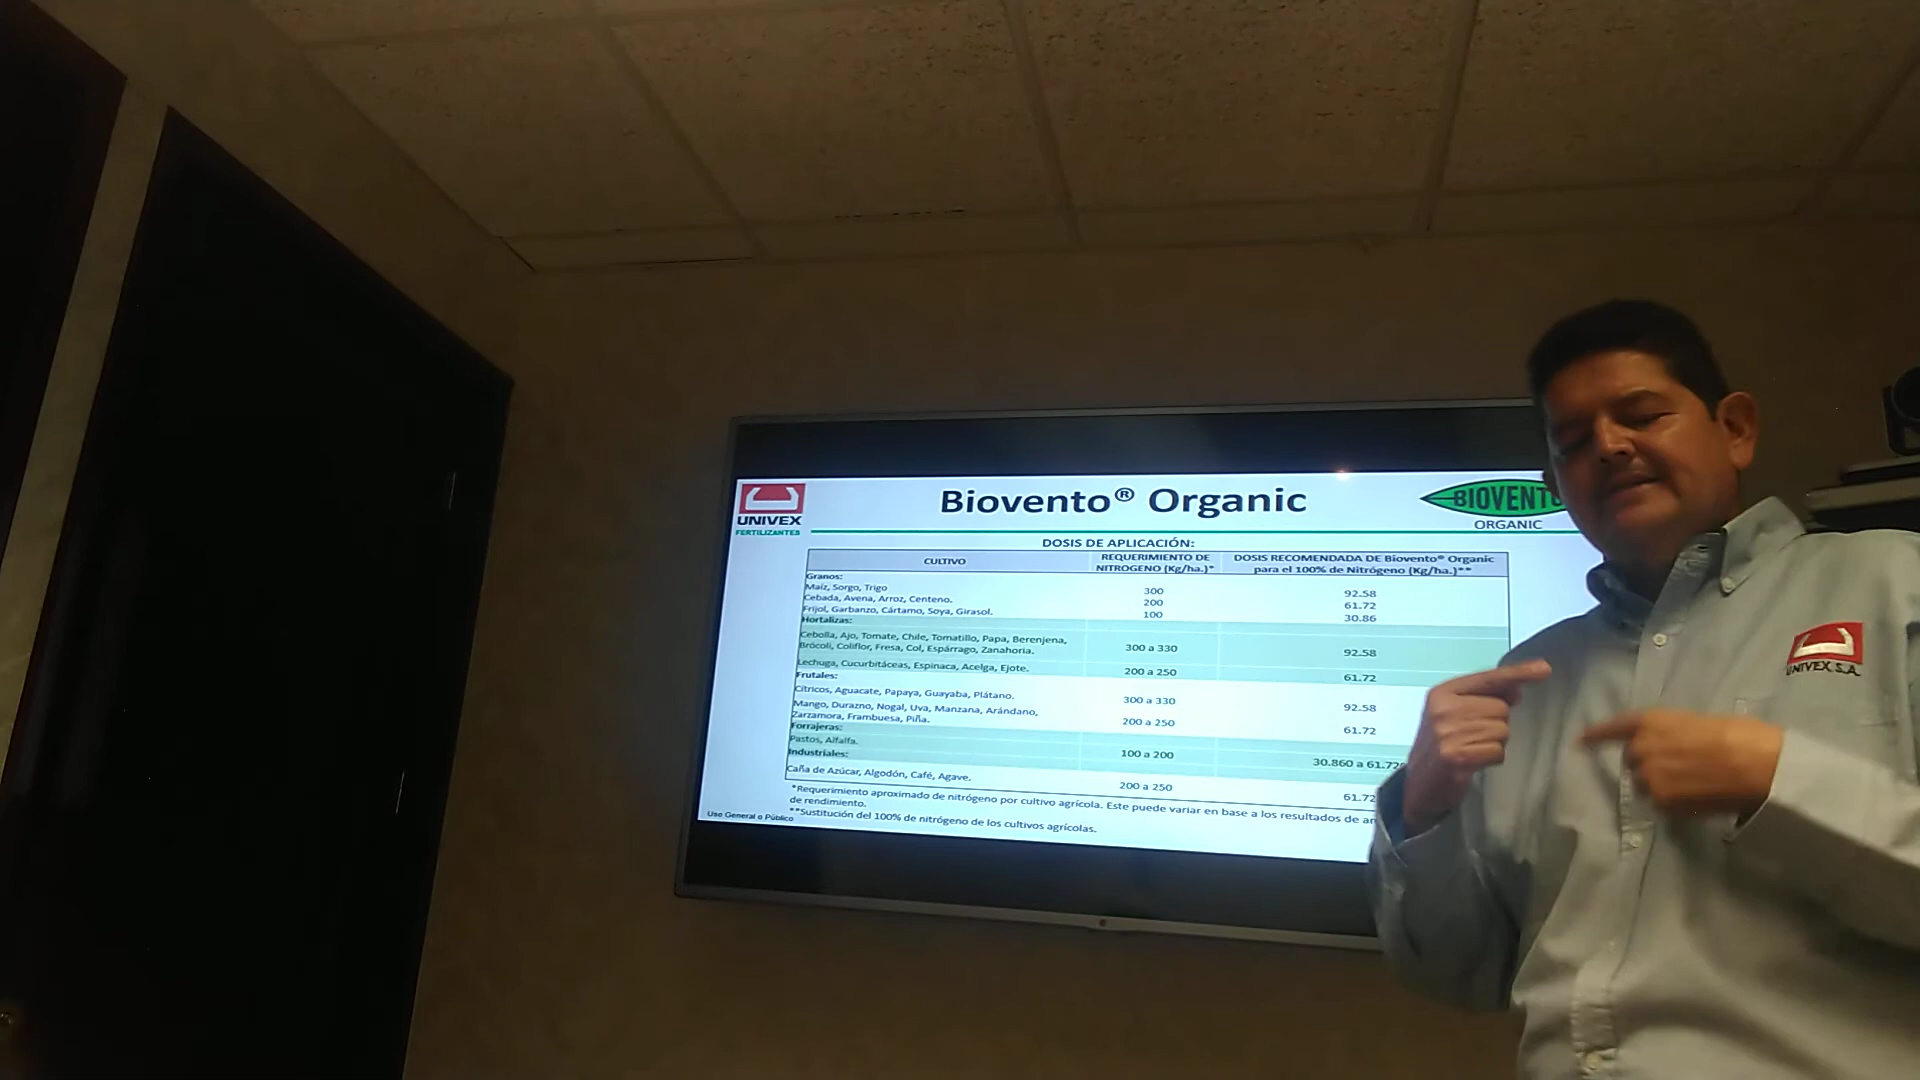 UNIVEX
FERTILIZANTES
Biovento® Organic
BIOVENTO
ORGANIC
DOSIS DE APLICACIÓN:
CULTIVO
REQUERIMIENTO DE
NITROGENO (Kg/ha.)*
DOSIS RECOMENDADA DE Biovento® Organic
para el 100% de Nitrógeno (Kg/ha.)**
Granos:
Maíz, Sorgo, Trigo 300 92.58
Cebada, Avena, Arroz, Centeno. 200 61.72
Frijol, Garbanzo, Cártamo, Soya, Girasol. 100 30.86
Hortalizas:
Cebolla, Ajo, Tomate, Chile, Tomatillo, Papa, Berenjena,
Brócoli, Coliflor, Fresa, Col, Espárrago, Zanahoria. 300 a 330 92.58
Lechuga, Cucurbitáceas, Espinaca, Acelga, Ejote. 200 a 250 61.72
Frutales:
Cítricos, Aguacate, Papaya, Guayaba, Plátano. 300 a 330 92.58
Mango, Durazno, Nogal, Uva, Manzana, Arándano,
Zarzamora, Frambuesa, Piña. 200 a 250 61.72
Forrajeras:
Pastos, Alfalfa. 100 a 200 30.860 a 61.72
Industriales:
Caña de Azúcar, Algodón, Café, Agave. 200 a 250 61.72
*Requerimiento aproximado de nitrógeno por cultivo agrícola. Este puede variar en base a los resultados de
de rendimiento.
**Sustitución del 100% de nitrógeno de los cultivos agrícolas.
Uso General o Público
UNIVEX S.A.